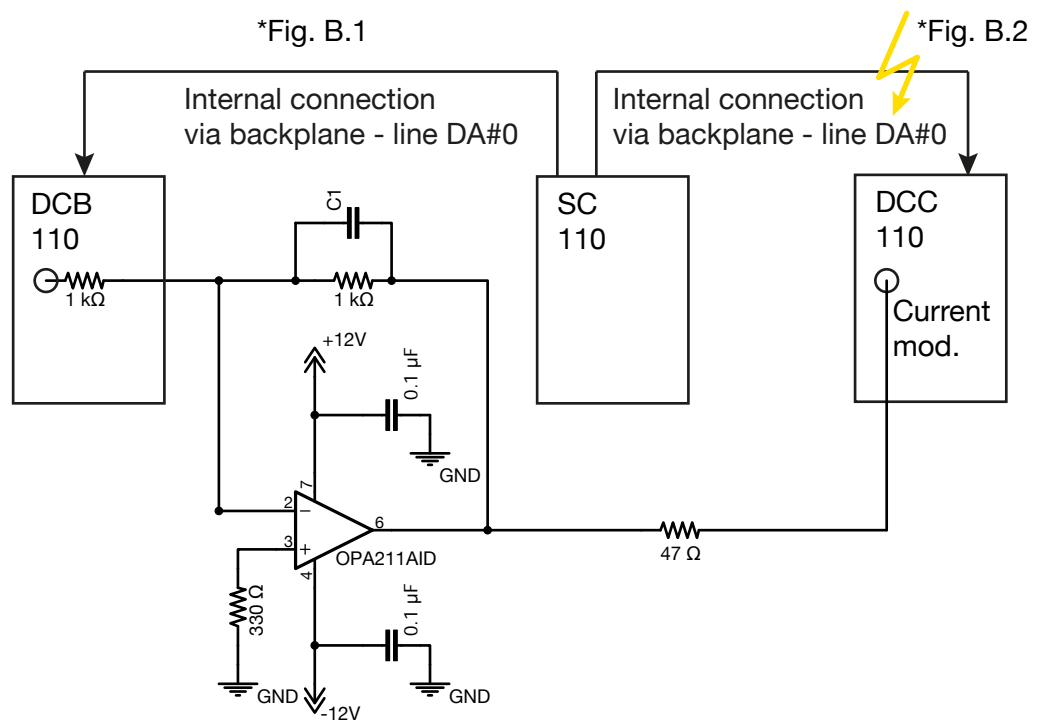 *Fig. B.1
*Fig. B.2
Internal connection
via backplane - line DA#0
Internal connection
via backplane - line DA#0
DCB
110
1 kΩ
C1
1 kΩ
SC
110
DCC
110
Current
mod.
+12V
0.1 µF
GND
7
2
−
6
3
+
OPA211AID
4
47 Ω
330 Ω
0.1 µF
GND
GND
-12V